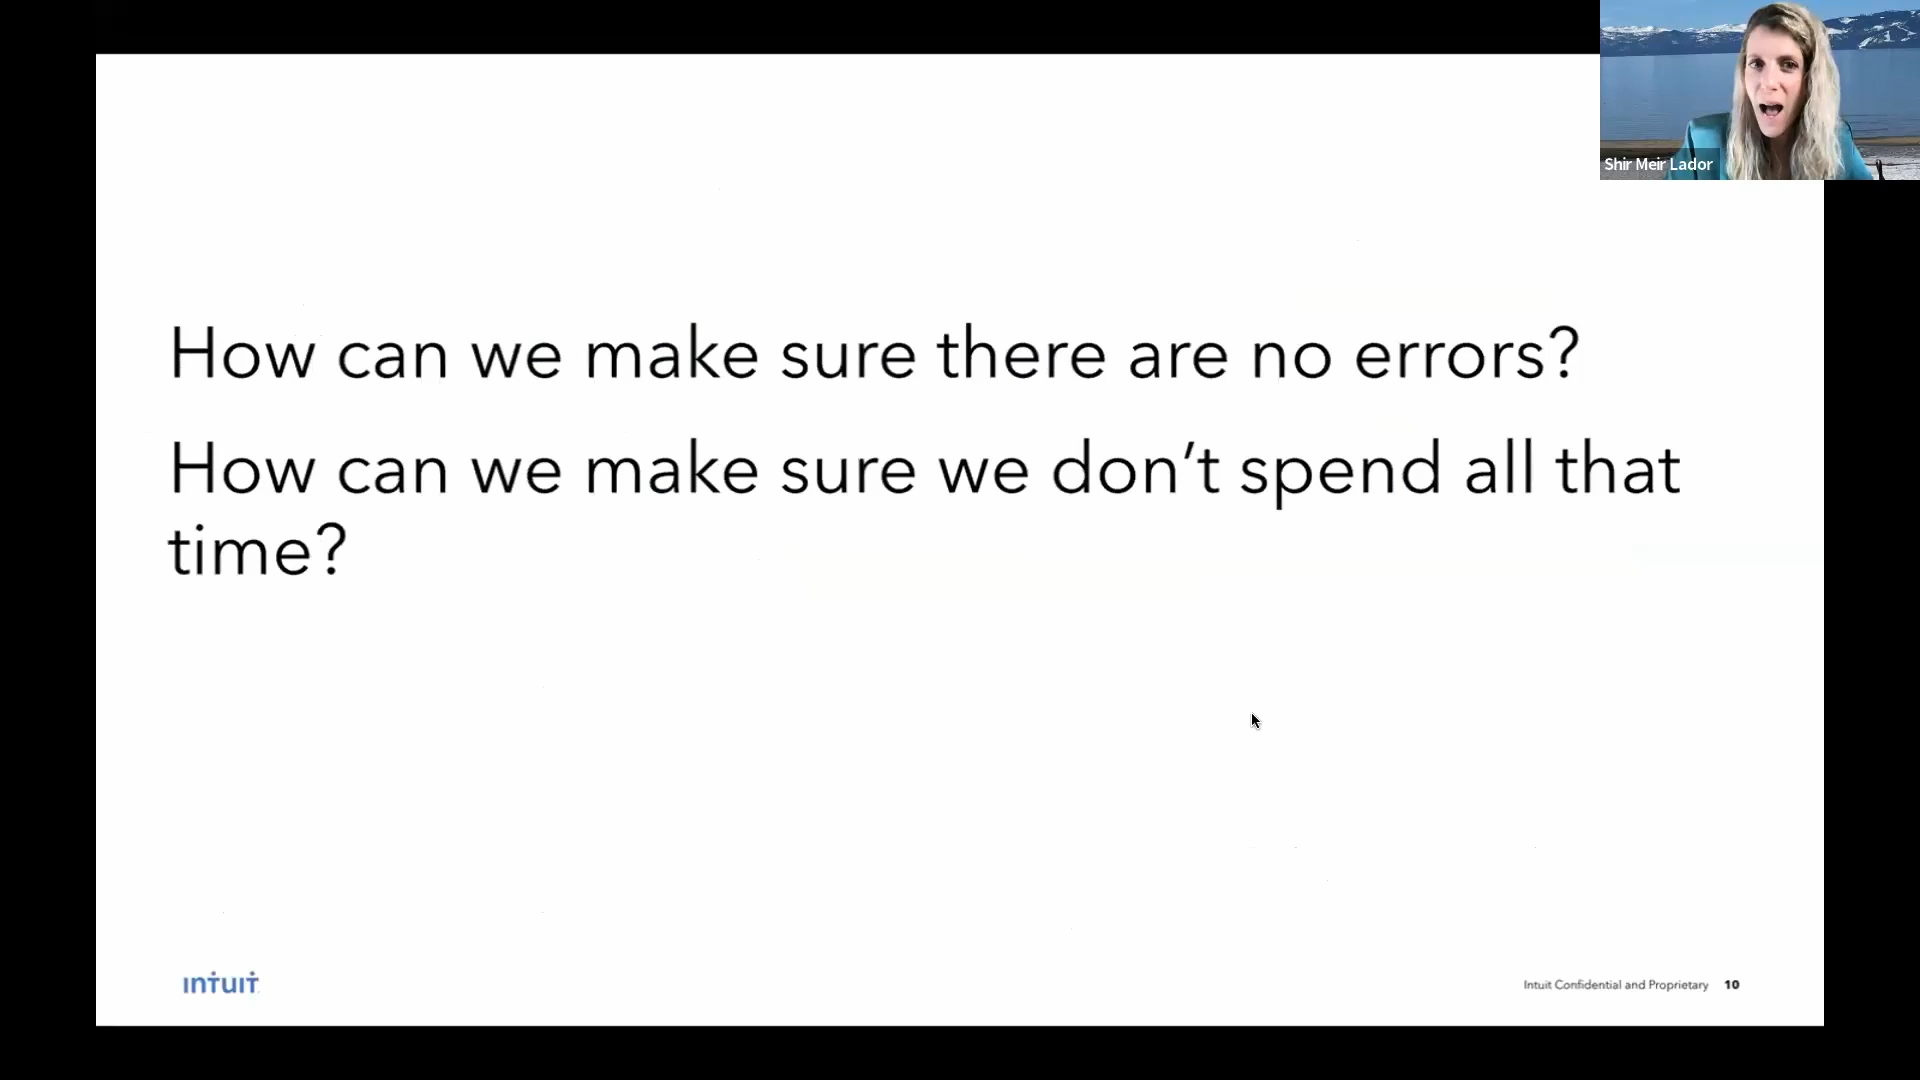 Shir Meir Lador
How can we make sure there are no errors?
How can we make sure we don’t spend all that
time?
ıntuıt
Intuit Confidential and Proprietary 10